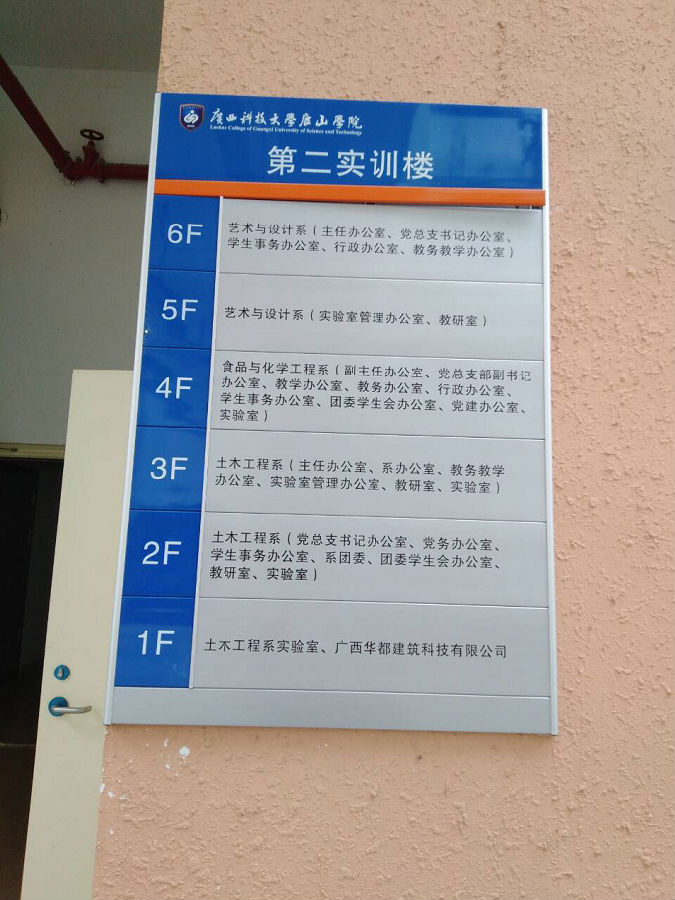 廣西科技大學鹿山學院
Lushan College of Guangxi University of Science and Technology
第二实训楼
6F
艺术与设计系（主任办公室、党总支书记办公室、
学生事务办公室、行政办公室、教务教学办公室）
5F
艺术与设计系（实验室管理办公室、教研室）
4F
食品与化学工程系（副主任办公室、党总支部副书记
办公室、教学办公室、教务办公室、行政办公室、
学生事务办公室、团委学生会办公室、党建办公室、
实验室）
3F
土木工程系（主任办公室、系办公室、教务教学
办公室、实验室管理办公室、教研室、实验室）
2F
土木工程系（党总支书记办公室、党务办公室、
学生事务办公室、系团委、团委学生会办公室、
教研室、实验室）
1F
土木工程系实验室、广西华都建筑科技有限公司